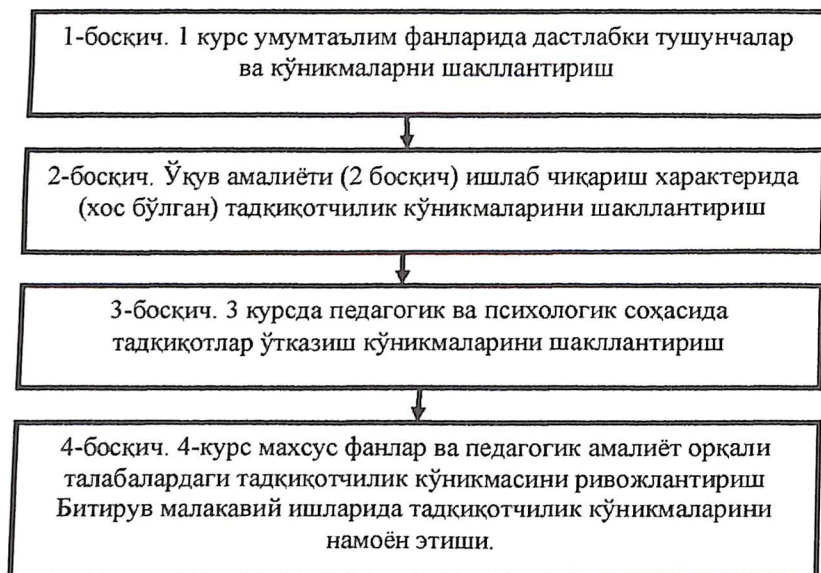 1-босқич. 1 курс умумтаълим фанларида дастлабки тушунчалар
ва кўникмаларни шакллантириш
2-босқич. Ўқув амалиёти (2 босқич) ишлаб чиқариш характерида
(хос бўлган) тадқиқотчилик кўникмаларини шакллантириш
3-босқич. 3 курсда педагогик ва психологик соҳасида
тадқиқотлар ўтказиш кўникмаларини шакллантириш
4-босқич. 4-курс махсус фанлар ва педагогик амалиёт орқали
талабалардаги тадқиқотчилик кўникмасини ривожлантириш
Битирув малакавий ишларида тадқиқотчилик кўникмаларини
намоён этиши.